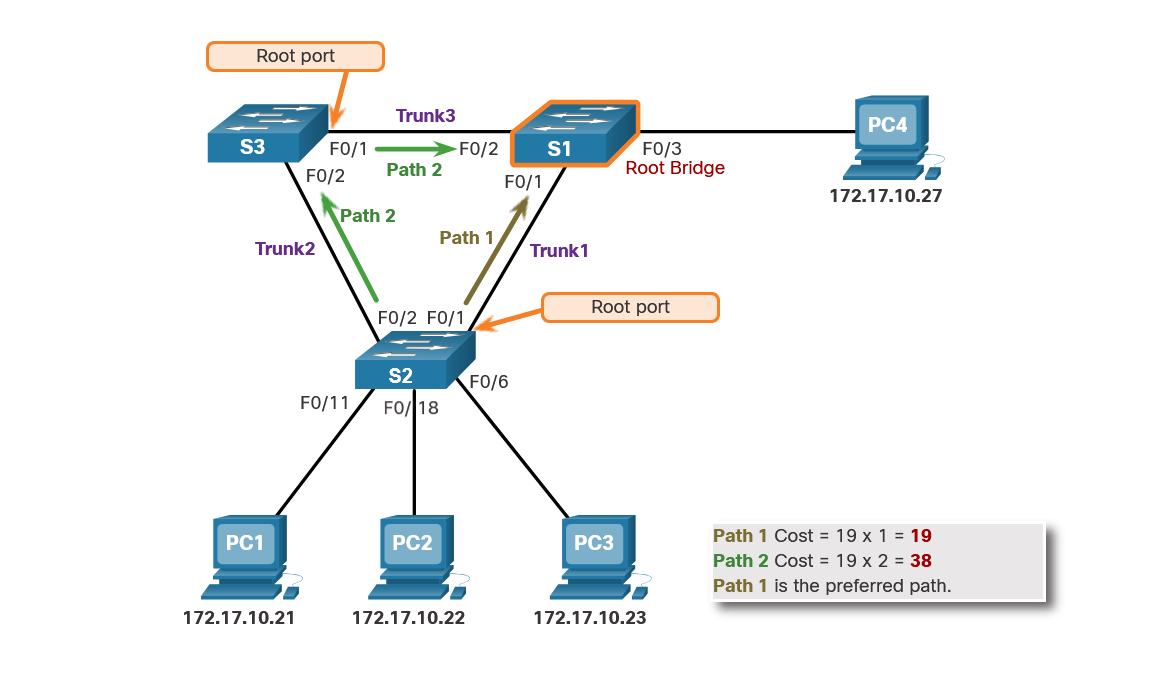 Root port
Trunk3
PC4
S3
F0/1
F0/2
S1
F0/3
Path 2
Root Bridge
F0/2
F0/1
172.17.10.27
Path 2
Path 1
Trunk2
Trunk1
Root port
F0/2
F0/1
S2
F0/6
F0/11
F0/18
PC1
PC2
PC3
Path 1 Cost = 19 x 1 = 19
Path 2 Cost = 19 x 2 = 38
Path 1 is the preferred path.
172.17.10.21
172.17.10.22
172.17.10.23